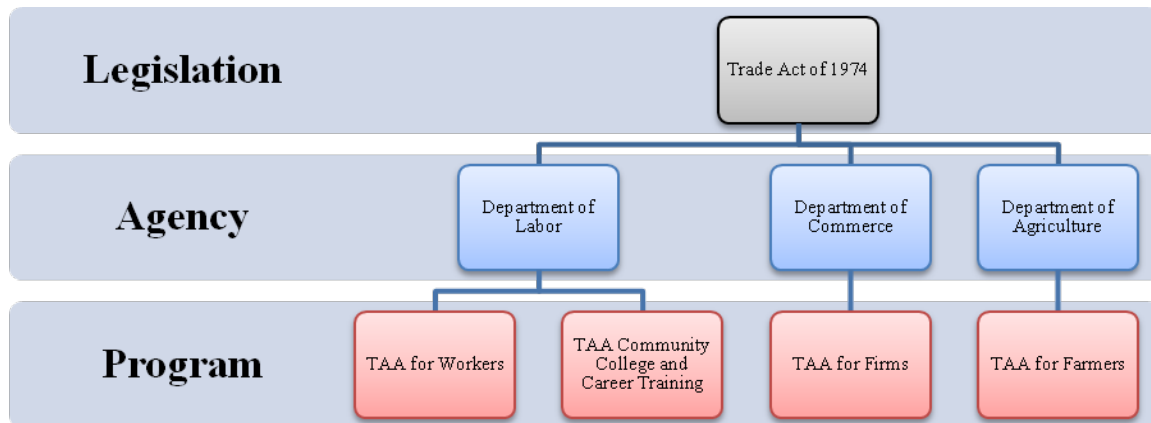 Legislation
Trade Act of 1974
Agency
Department of
Labor
Department of
Commerce
Department of
Agriculture
Program
TAA for Workers
TAA Community
College and
Career Training
TAA for Firms
TAA for Farmers